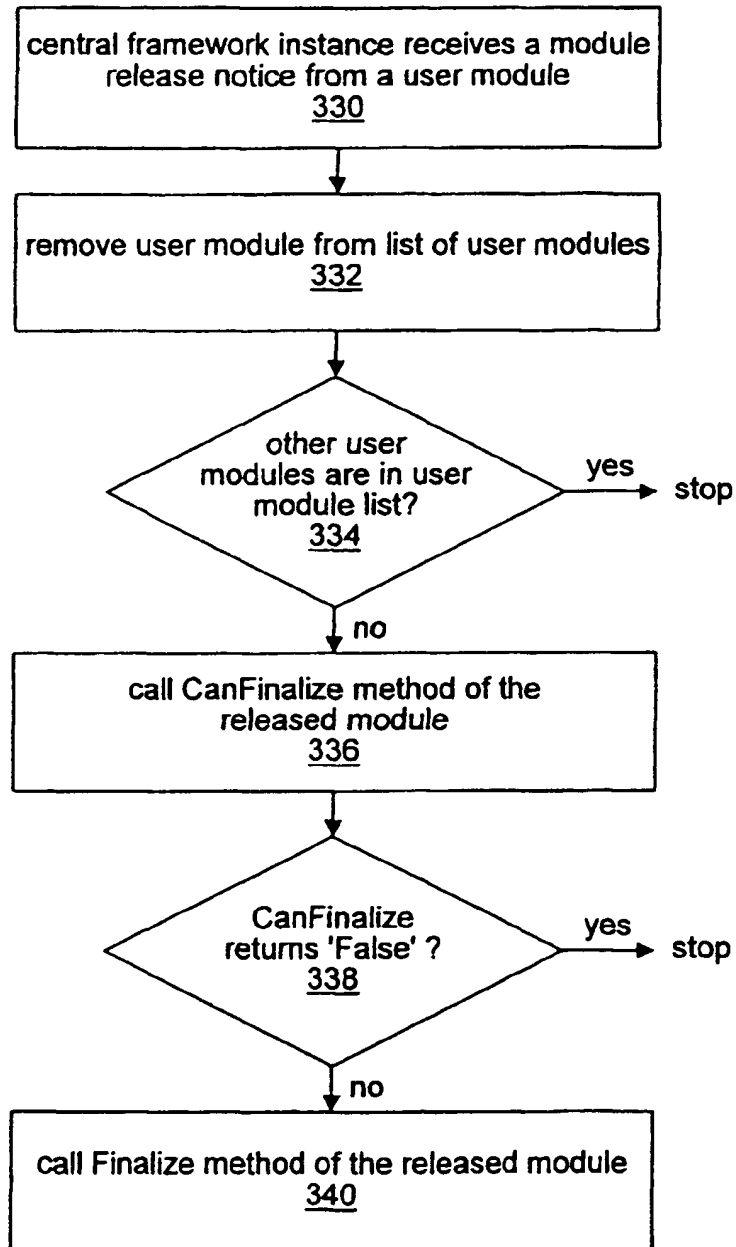 central framework instance receives a module
release notice from a user module
330
remove user module from list of user modules
332
other user
modules are in user
module list?
334
yes
stop
no
call CanFinalize method of the
released module
336
CanFinalize
returns 'False' ?
338
yes
stop
no
call Finalize method of the released module
340